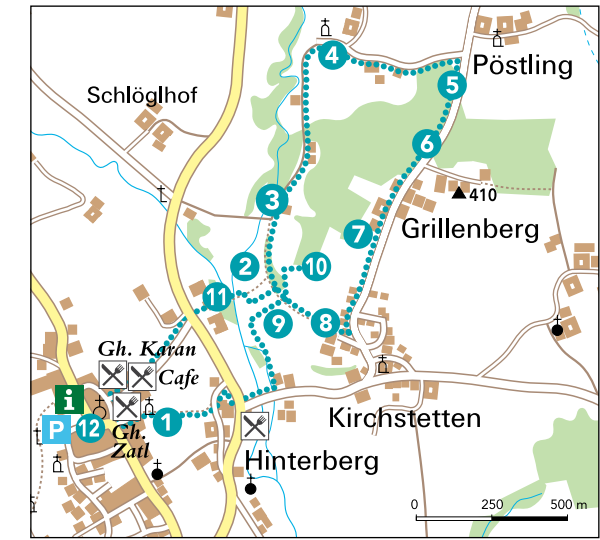 4
Pöstling
5
Schlöglhof
6
410
3
Grillenberg
7
2
10
11
9
8
Gh. Karan
Cafe
i
P
12
Gh.
Zatl
1
Kirchstetten
Hinterberg
0 250 500 m